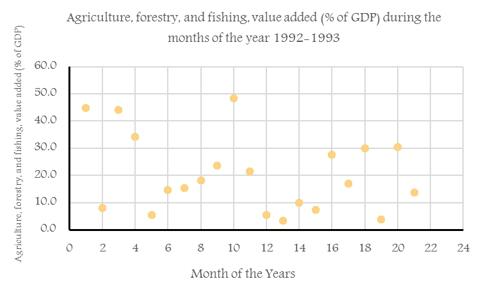 Agriculture, forestry, and fishing, value added (% of GDP) during the
months of the year 1992-1993
Agriculture, forestry, and fishing, value added (% of GDP)
60.0
50.0
40.0
30.0
20.0
10.0
0.0
0 2 4 6 8 10 12 14 16 18 20 22 24
Month of the Years